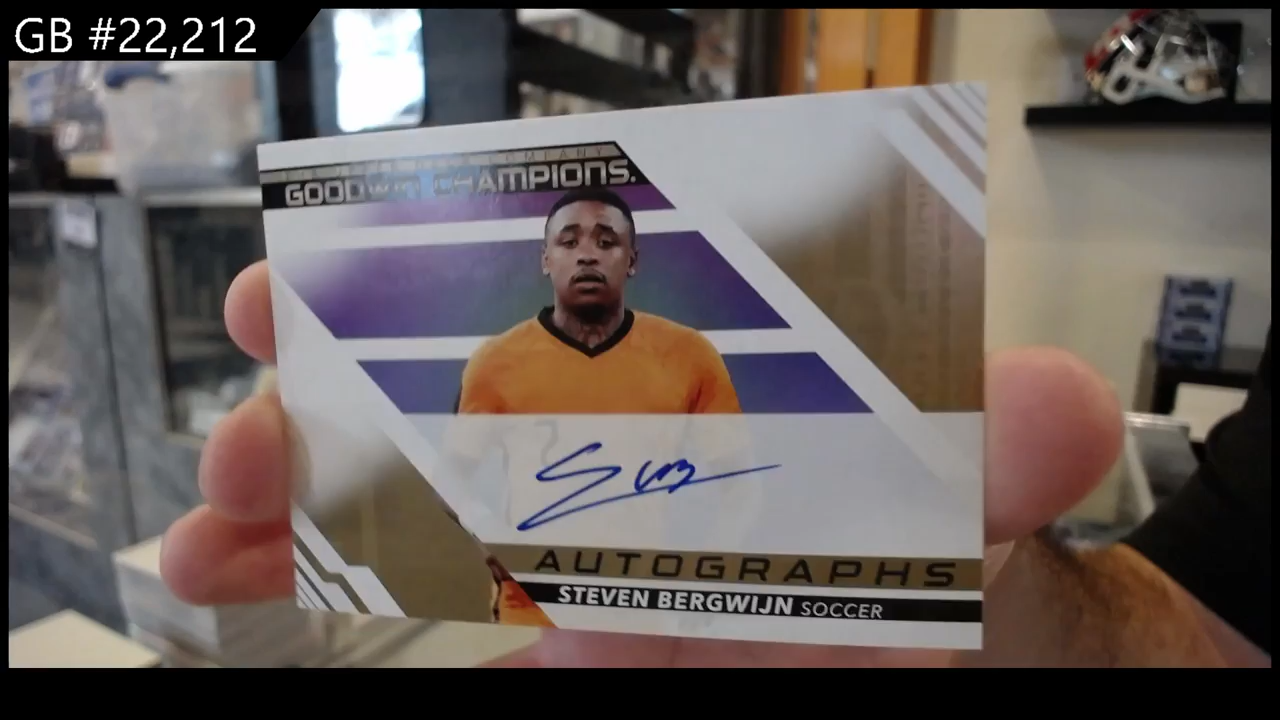 GB #22,212
GOODWIN CHAMPIONS.
AUTOGRAPHS
STEVEN BERGWIJN SOCCER